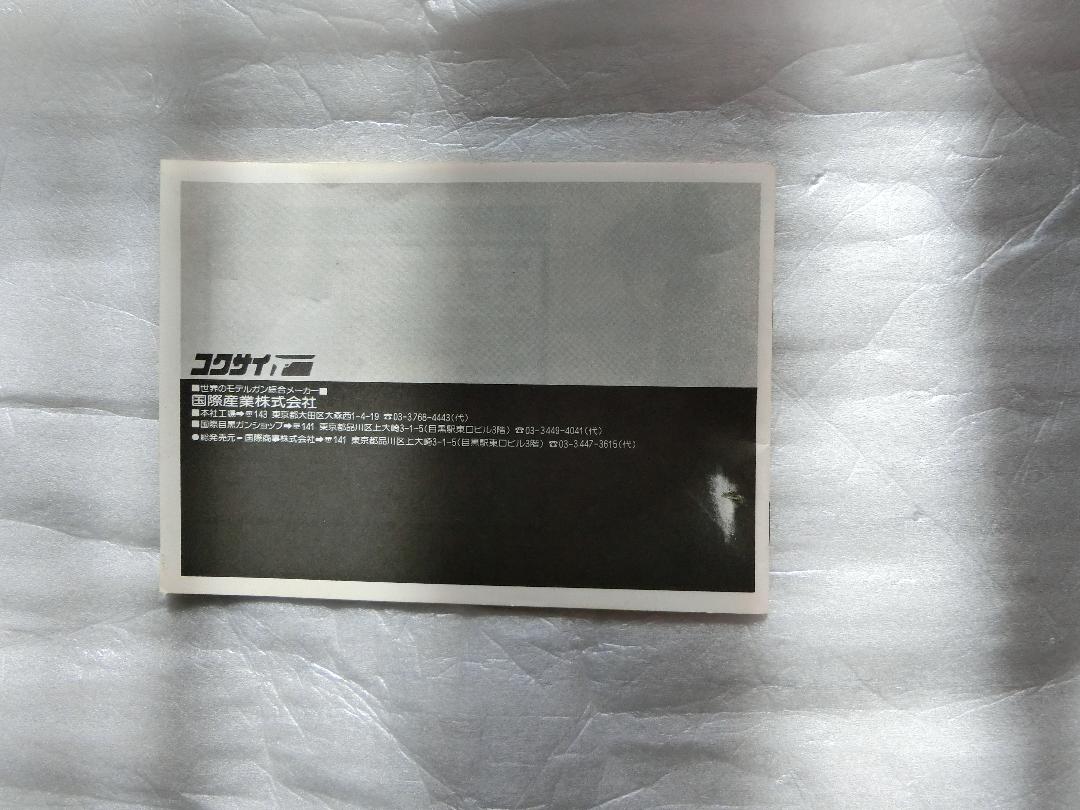 コクサイ
■世界のモデルガン総合メーカー■
国際産業株式会社
■本社工場➡〒143 東京都大田区大森西1-4-19 ☎03-3768-4443(代)
■国際目黒ガンショップ➡〒141 東京都品川区上大崎3-1-5(目黒駅東口ビル3階) ☎03-3449-4041(代)
●総発売元=国際商事株式会社➡〒141 東京都品川区上大崎3-1-5(目黒駅東口ビル3階) ☎03-3447-3615(代)